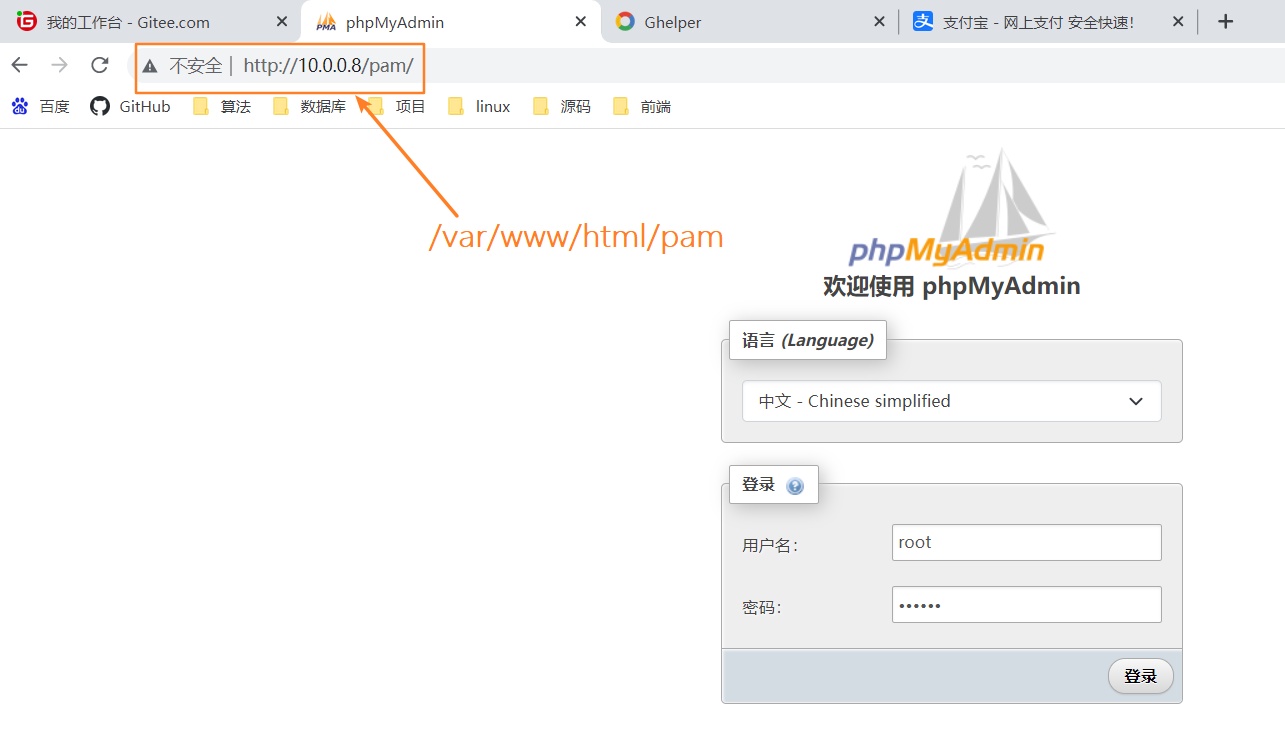 我的工作台 - Gitee.com
phpMyAdmin
Ghelper
支付宝 - 网上支付 安全快速!
不安全 | http://10.0.0.8/pam/
百度 GitHub 算法 数据库 项目 linux 源码 前端
/var/www/html/pam
phpMyAdmin
欢迎使用 phpMyAdmin
语言 (Language)
中文 - Chinese simplified
登录
用户名:
root
密码:
••••••
登录